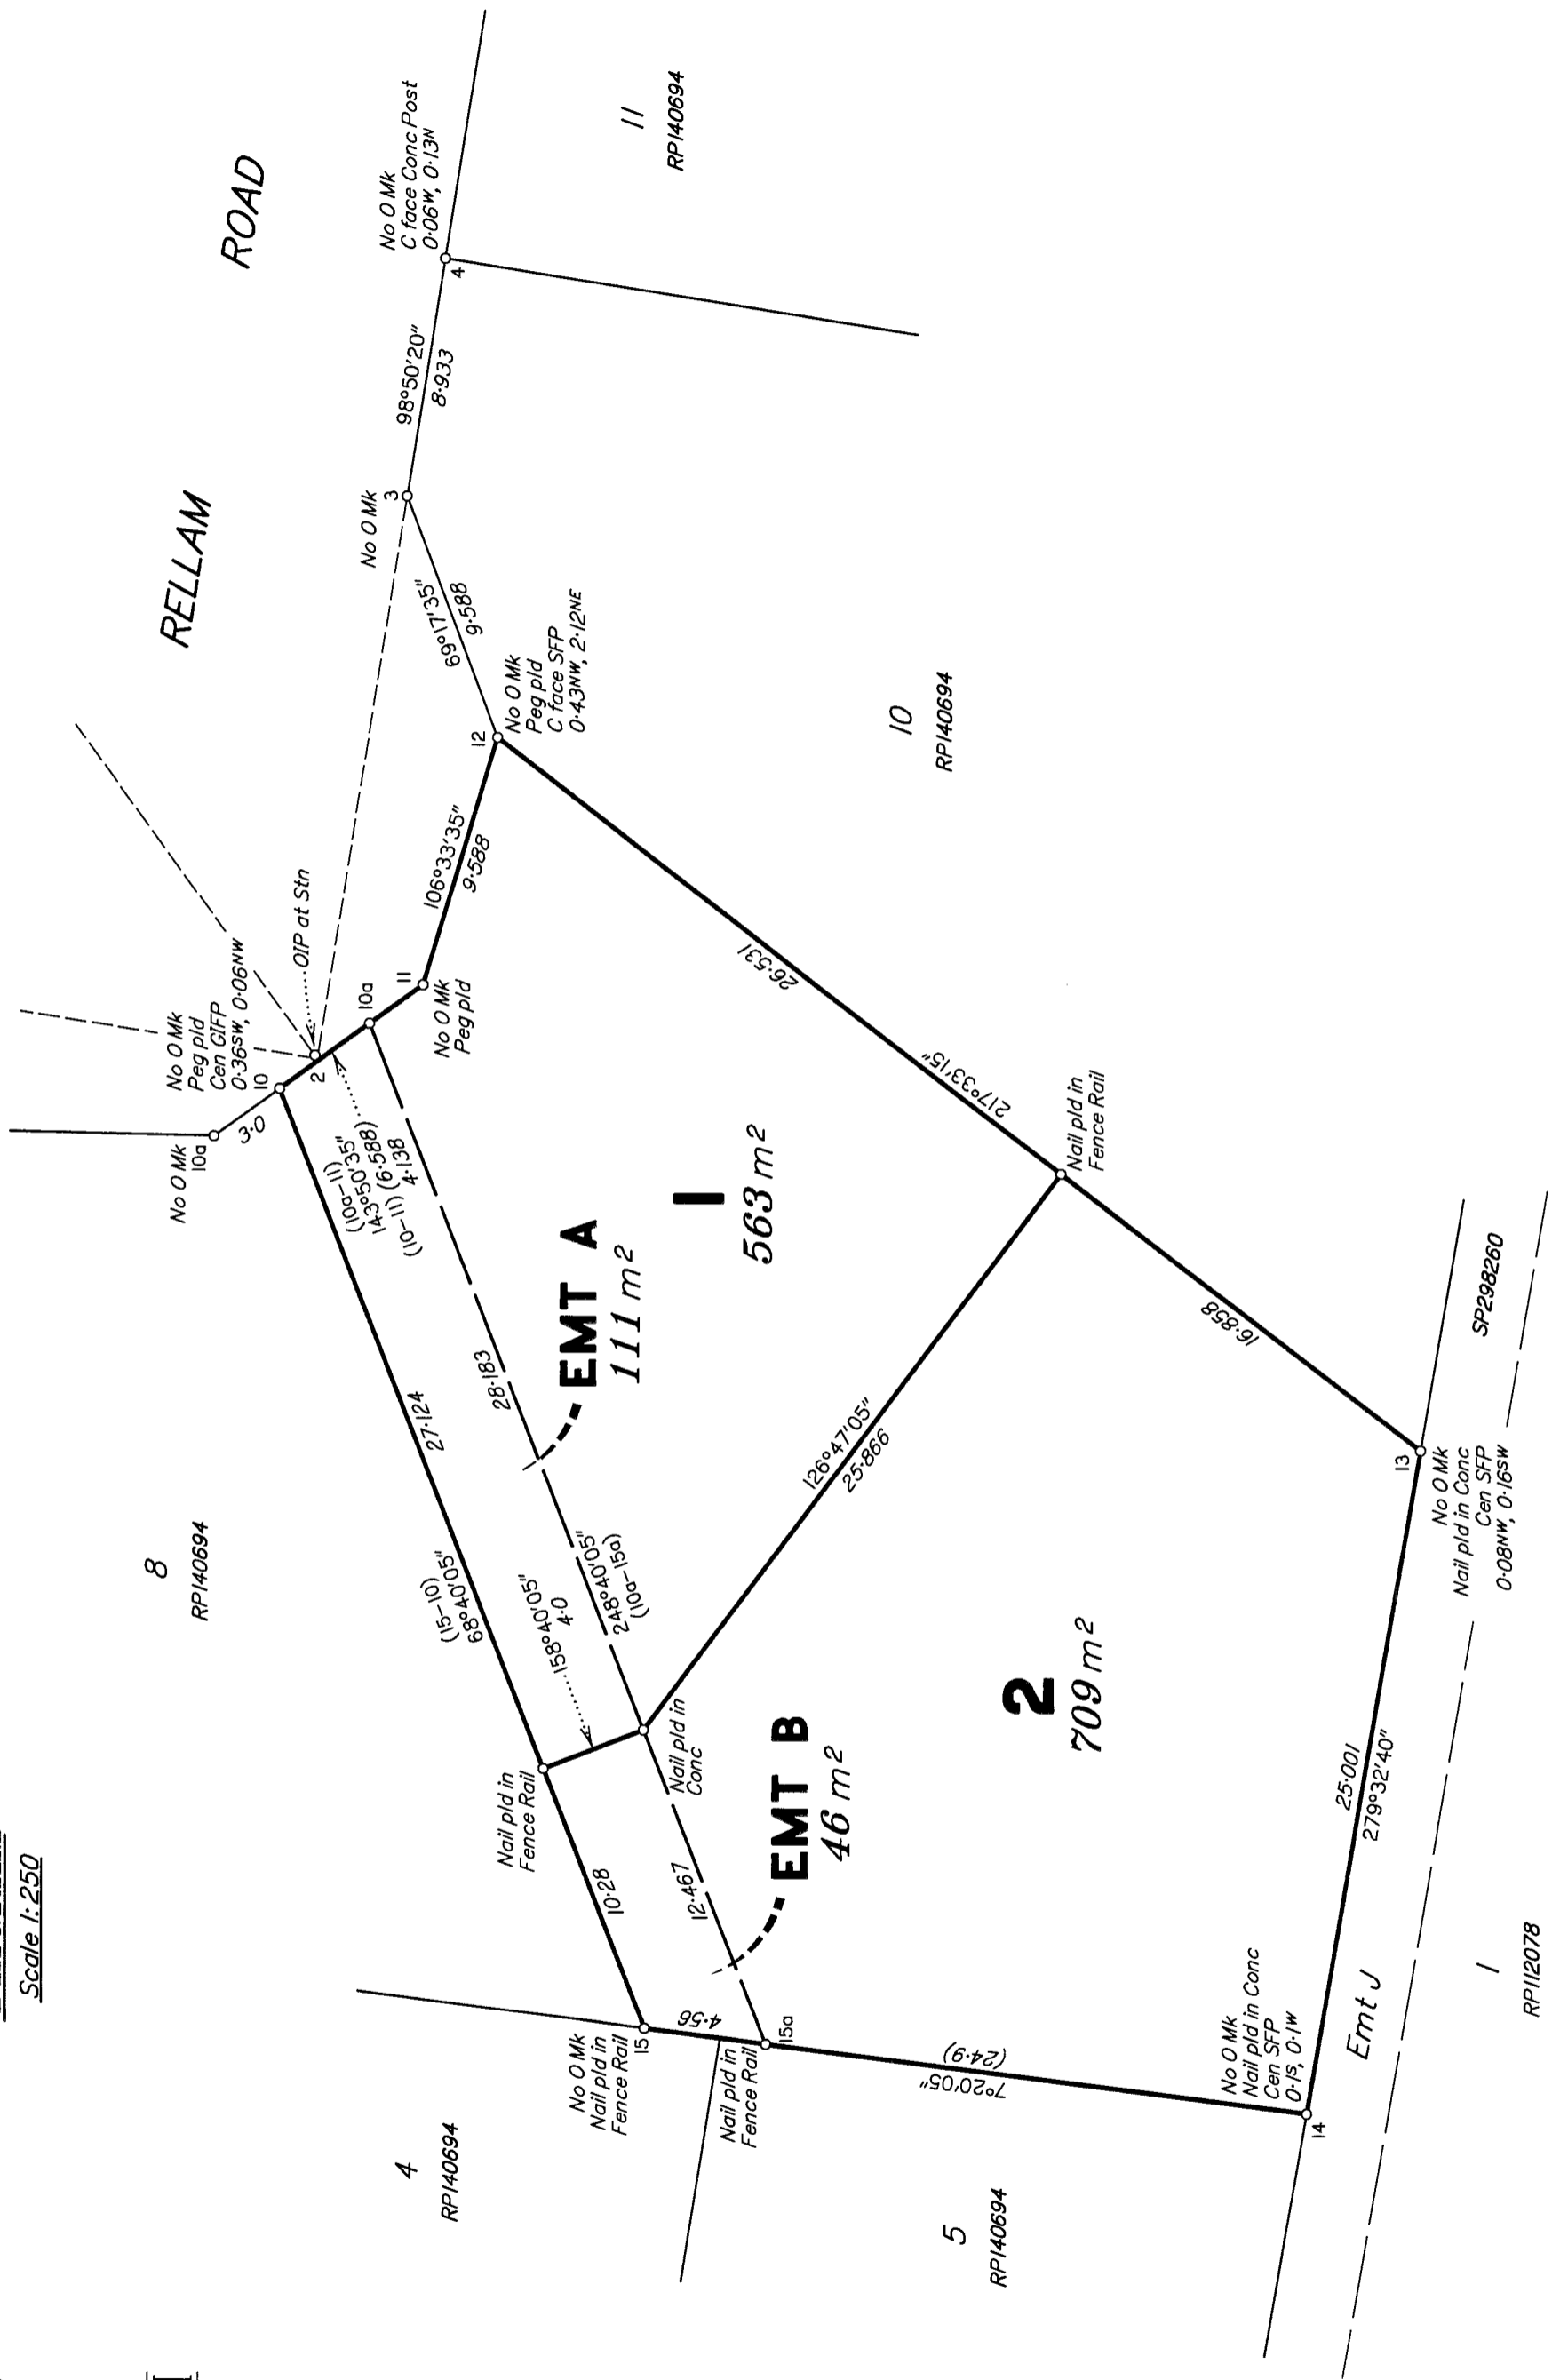 Scale 1:250
RELLAM
ROAD
8
RP140694
No O Mk
10a
3·0
No O Mk
Peg pld
Cen GIFP
0·36SW, 0·06NW
10
2
OIP at Stn
10a
11
No O Mk
Peg pld
106°33'35"
9·588
12
No O Mk
Peg pld
C face SFP
0·43NW, 2·12NE
69°17'35"
9·588
No O Mk
3
98°50'20"
8·933
No O Mk
C face Conc Post
0·06W, 0·13N
4
11
RP140694
10
RP140694
(10a-11)
143°50'35"
(10-11) (6·588)
4·138
27·124
(15-10)
68°40'05"
28·183
EMT A
111 m²
1
563 m²
26·531
217°33'15"
Nail pld in
Fence Rail
158°40'05"
4·0
248°40'05"
(10a-15a)
126°47'05"
25·866
16·858
Nail pld in
Fence Rail
Nail pld in
Conc
10·28
12·467
EMT B
46 m²
2
709 m²
4
RP140694
No O Mk
Nail pld in
Fence Rail
15
4·56
15a
Nail pld in
Fence Rail
(24·9)
7°20'05"
5
RP140694
No O Mk
Nail pld in Conc
Cen SFP
0·1S, 0·1W
14
25·001
279°32'40"
13
No O Mk
Nail pld in Conc
Cen SFP
0·08NW, 0·16SW
Emt J
SP298260
1
RP112078